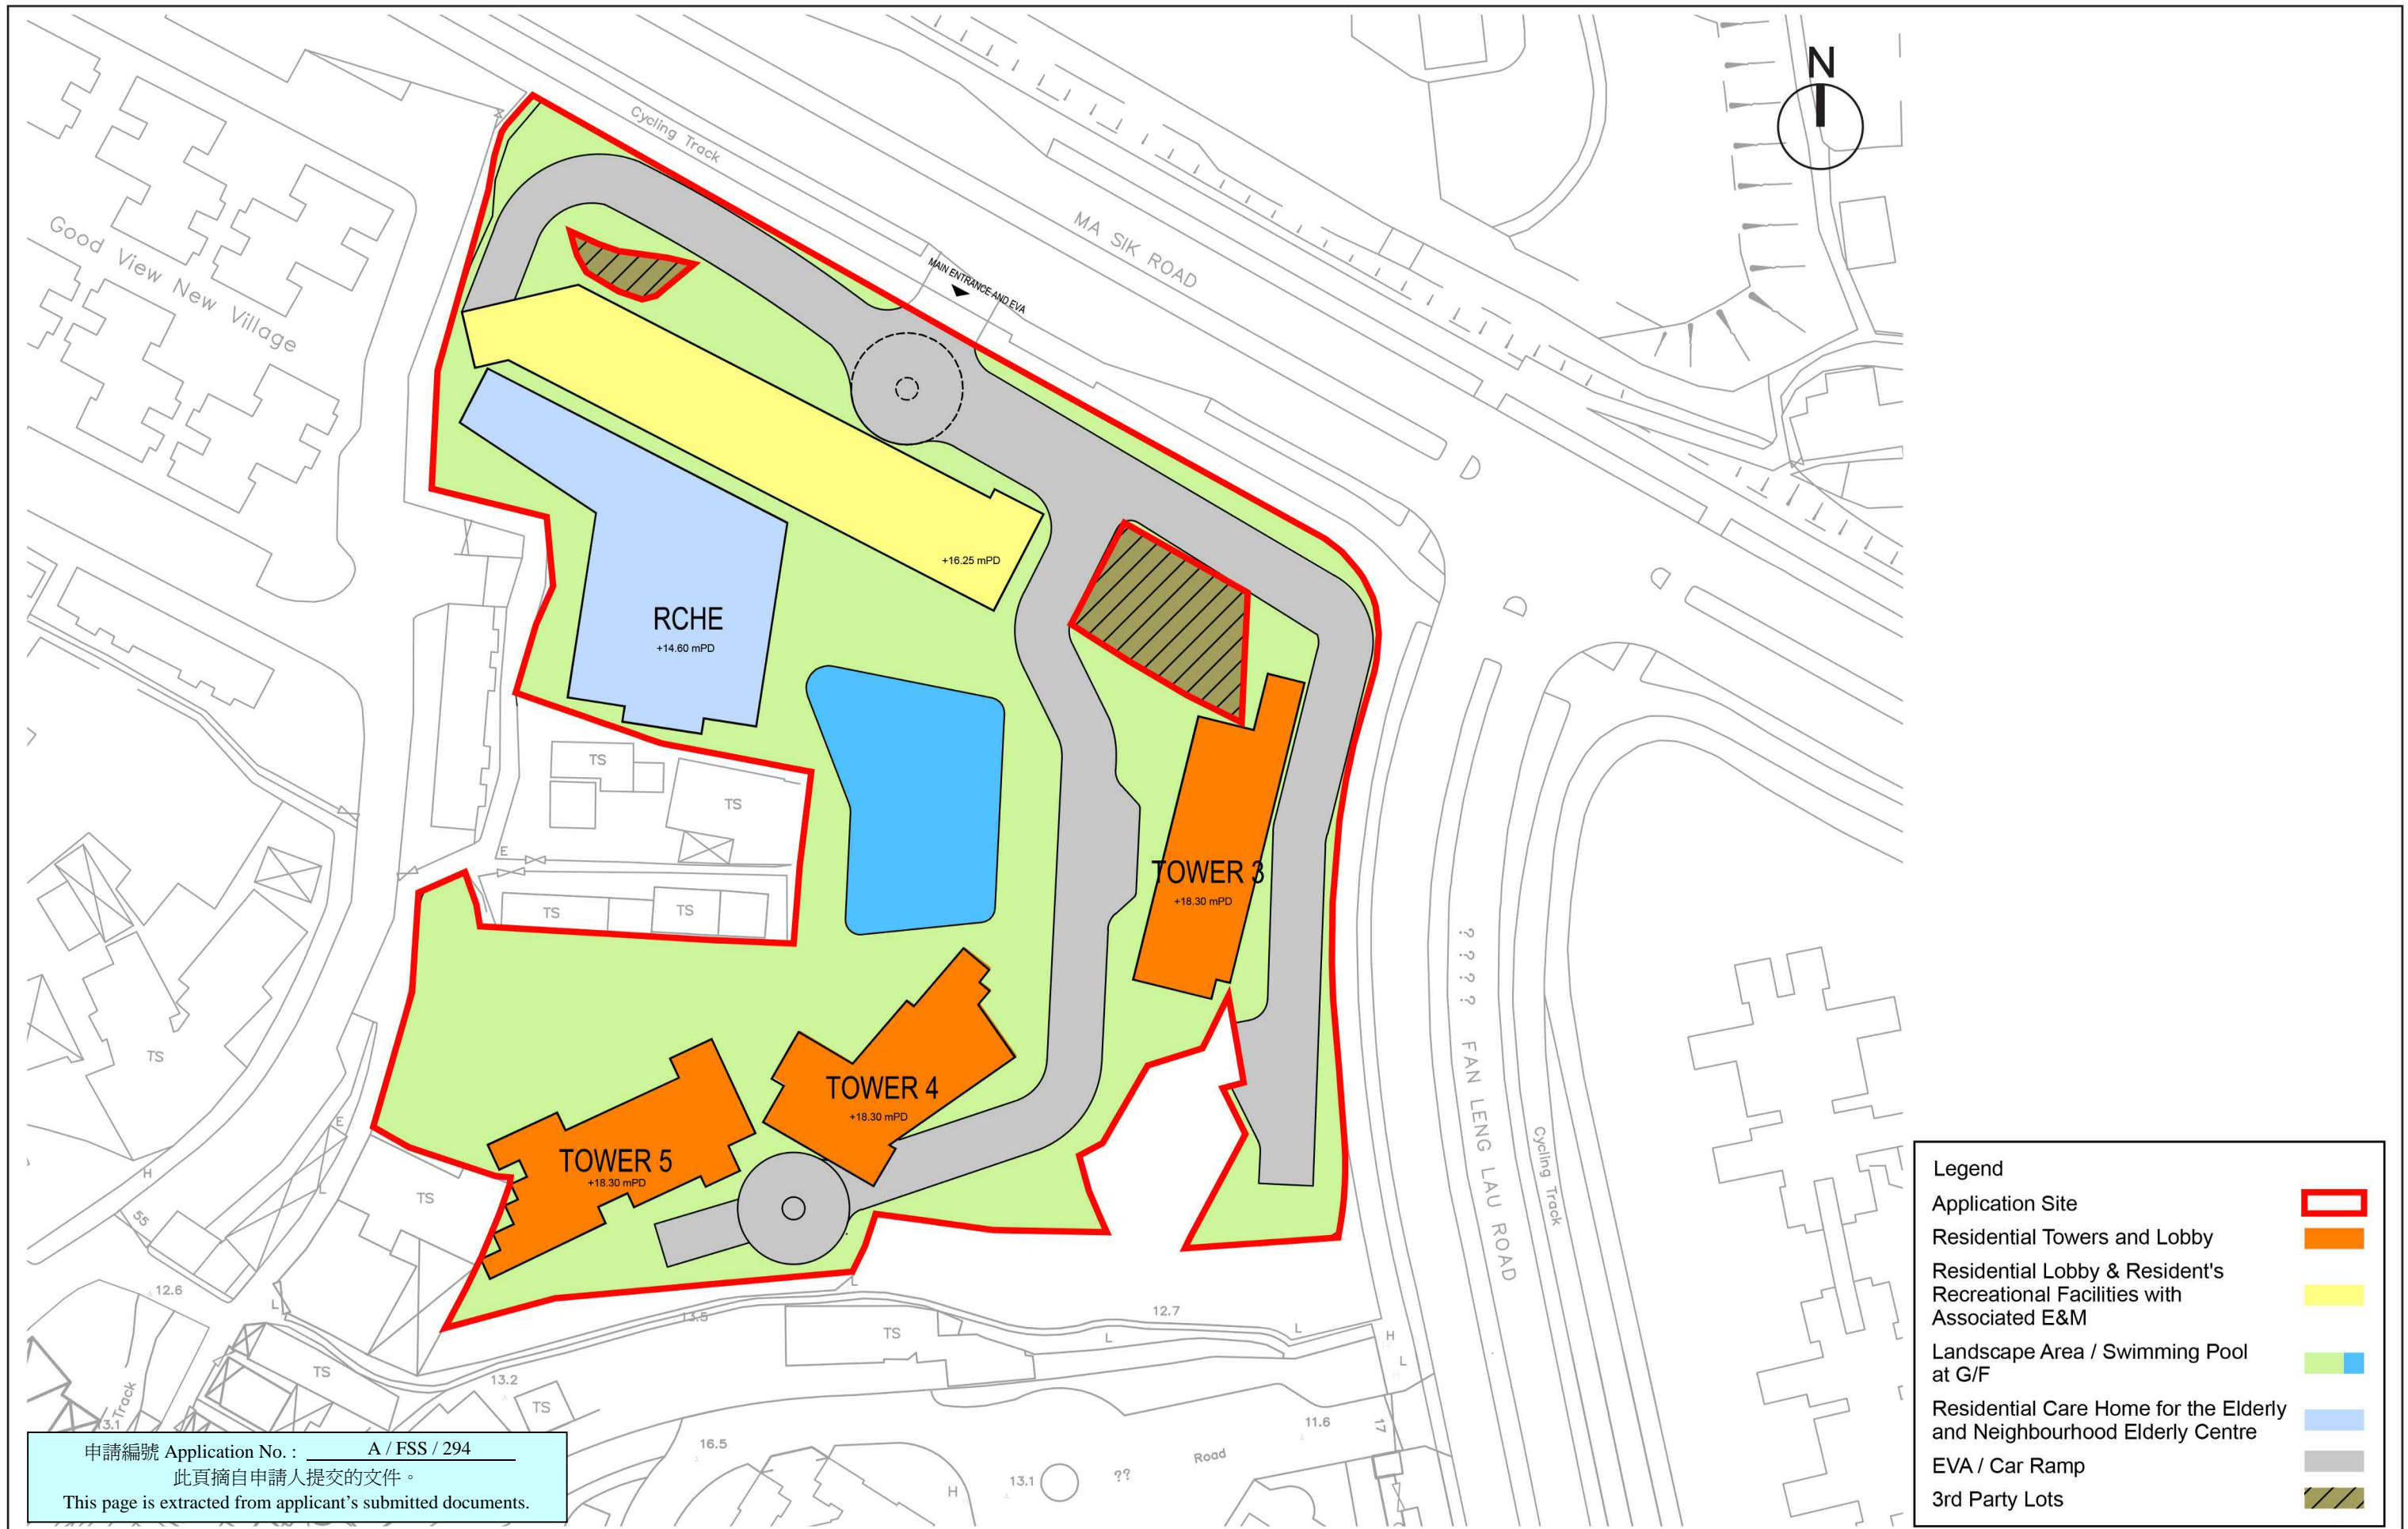 N
Cycling Track
MA SIK ROAD
MAIN ENTRANCE AND EVA
Good View New Village
+16.25 mPD
RCHE
+14.60 mPD
TS
TS
E
TS
TS
TOWER 3
+18.30 mPD
????
FAN LENG LAU ROAD
Cycling Track
TOWER 4
+18.30 mPD
TOWER 5
+18.30 mPD
TS
E
H
L
TS
55
12.6
L
L
13.5
12.7
TS
L
L
H
L
TS
13.2
TS
Track
13.1
16.5
H
13.1
??
Road
11.6
17
Legend
Application Site
Residential Towers and Lobby
Residential Lobby & Resident's
Recreational Facilities with
Associated E&M
Landscape Area / Swimming Pool
at G/F
Residential Care Home for the Elderly
and Neighbourhood Elderly Centre
EVA / Car Ramp
3rd Party Lots
申請編號 Application No. : A / FSS / 294
此頁摘自申請人提交的文件。
This page is extracted from applicant's submitted documents.